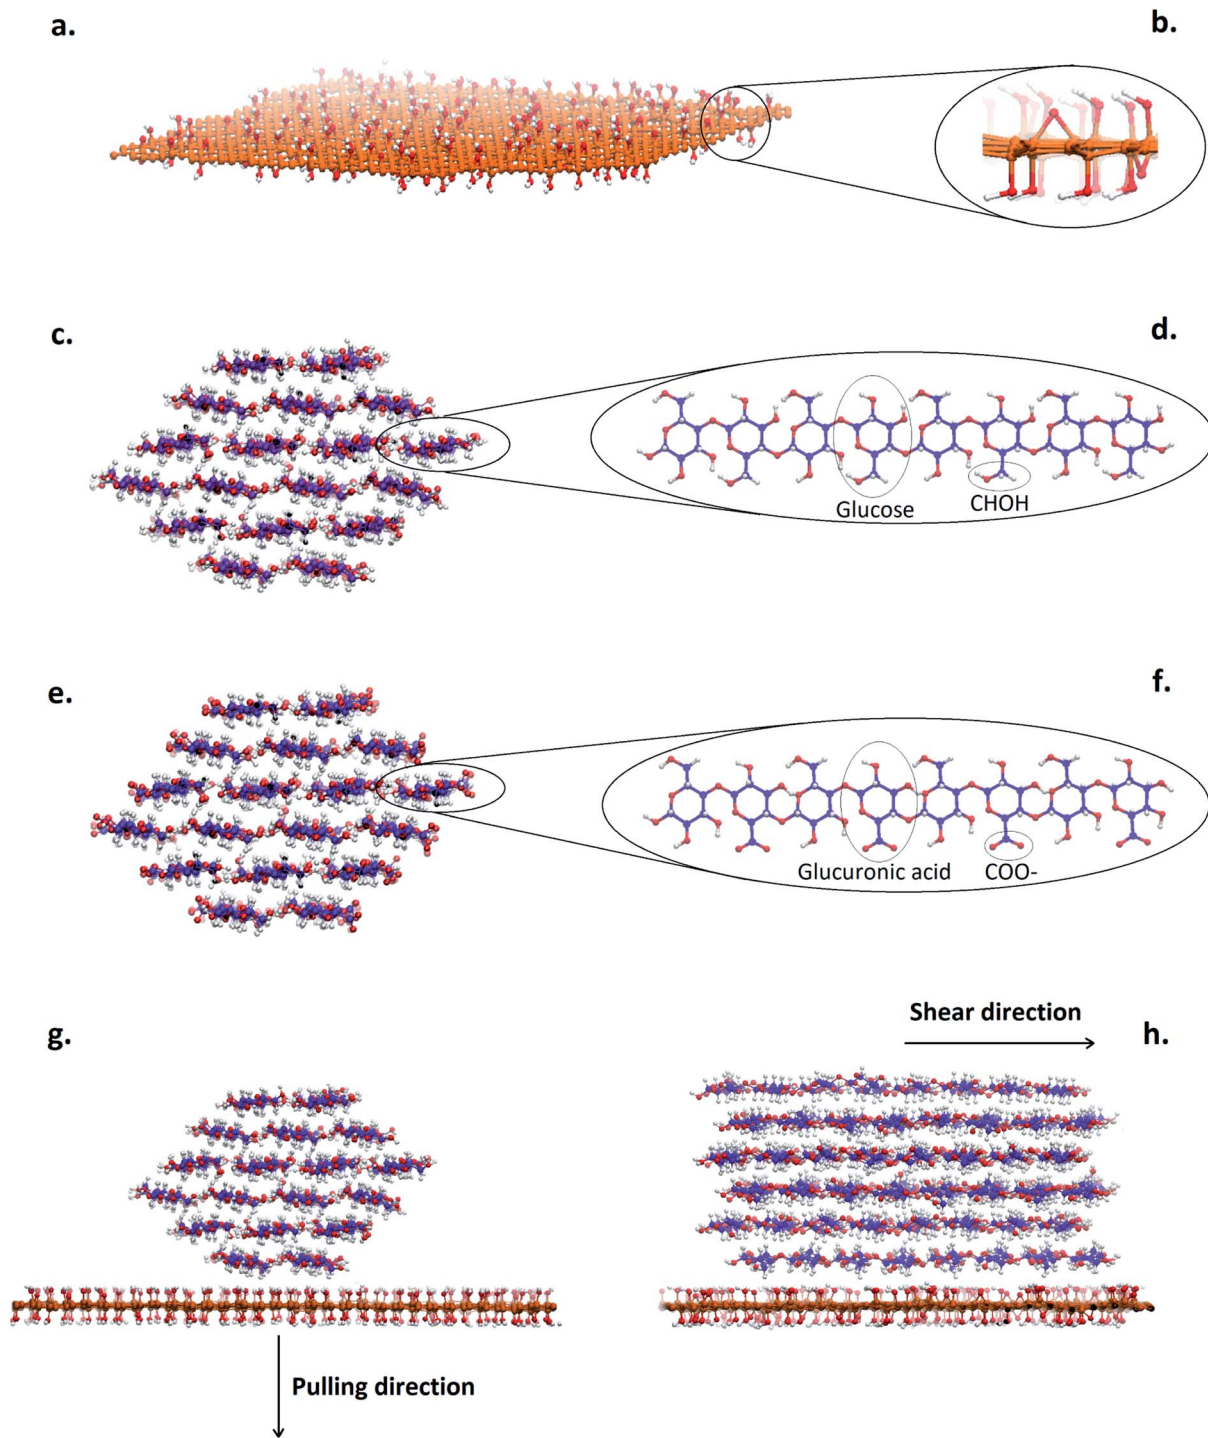 a.
b.
c.
d.
Glucose
CHOH
e.
f.
Glucuronic acid
COO-
g.
Shear direction
h.
Pulling direction